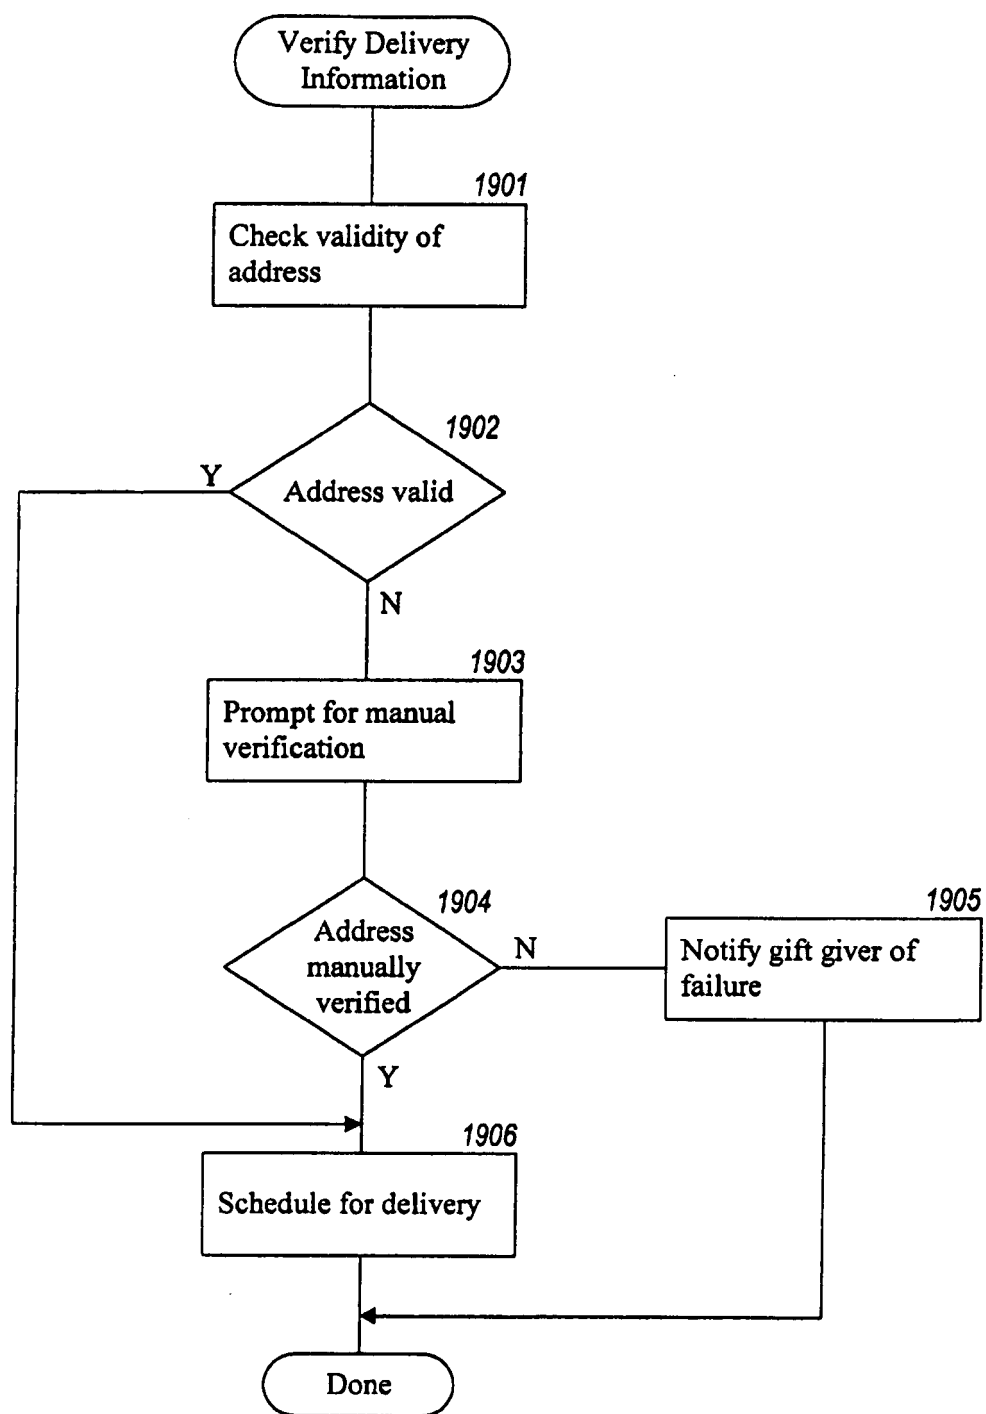 Verify Delivery
Information
1901
Check validity of
address
1902
Y
Address valid
N
1903
Prompt for manual
verification
1904
Address
manually
verified
N
1905
Notify gift giver of
failure
Y
1906
Schedule for delivery
Done